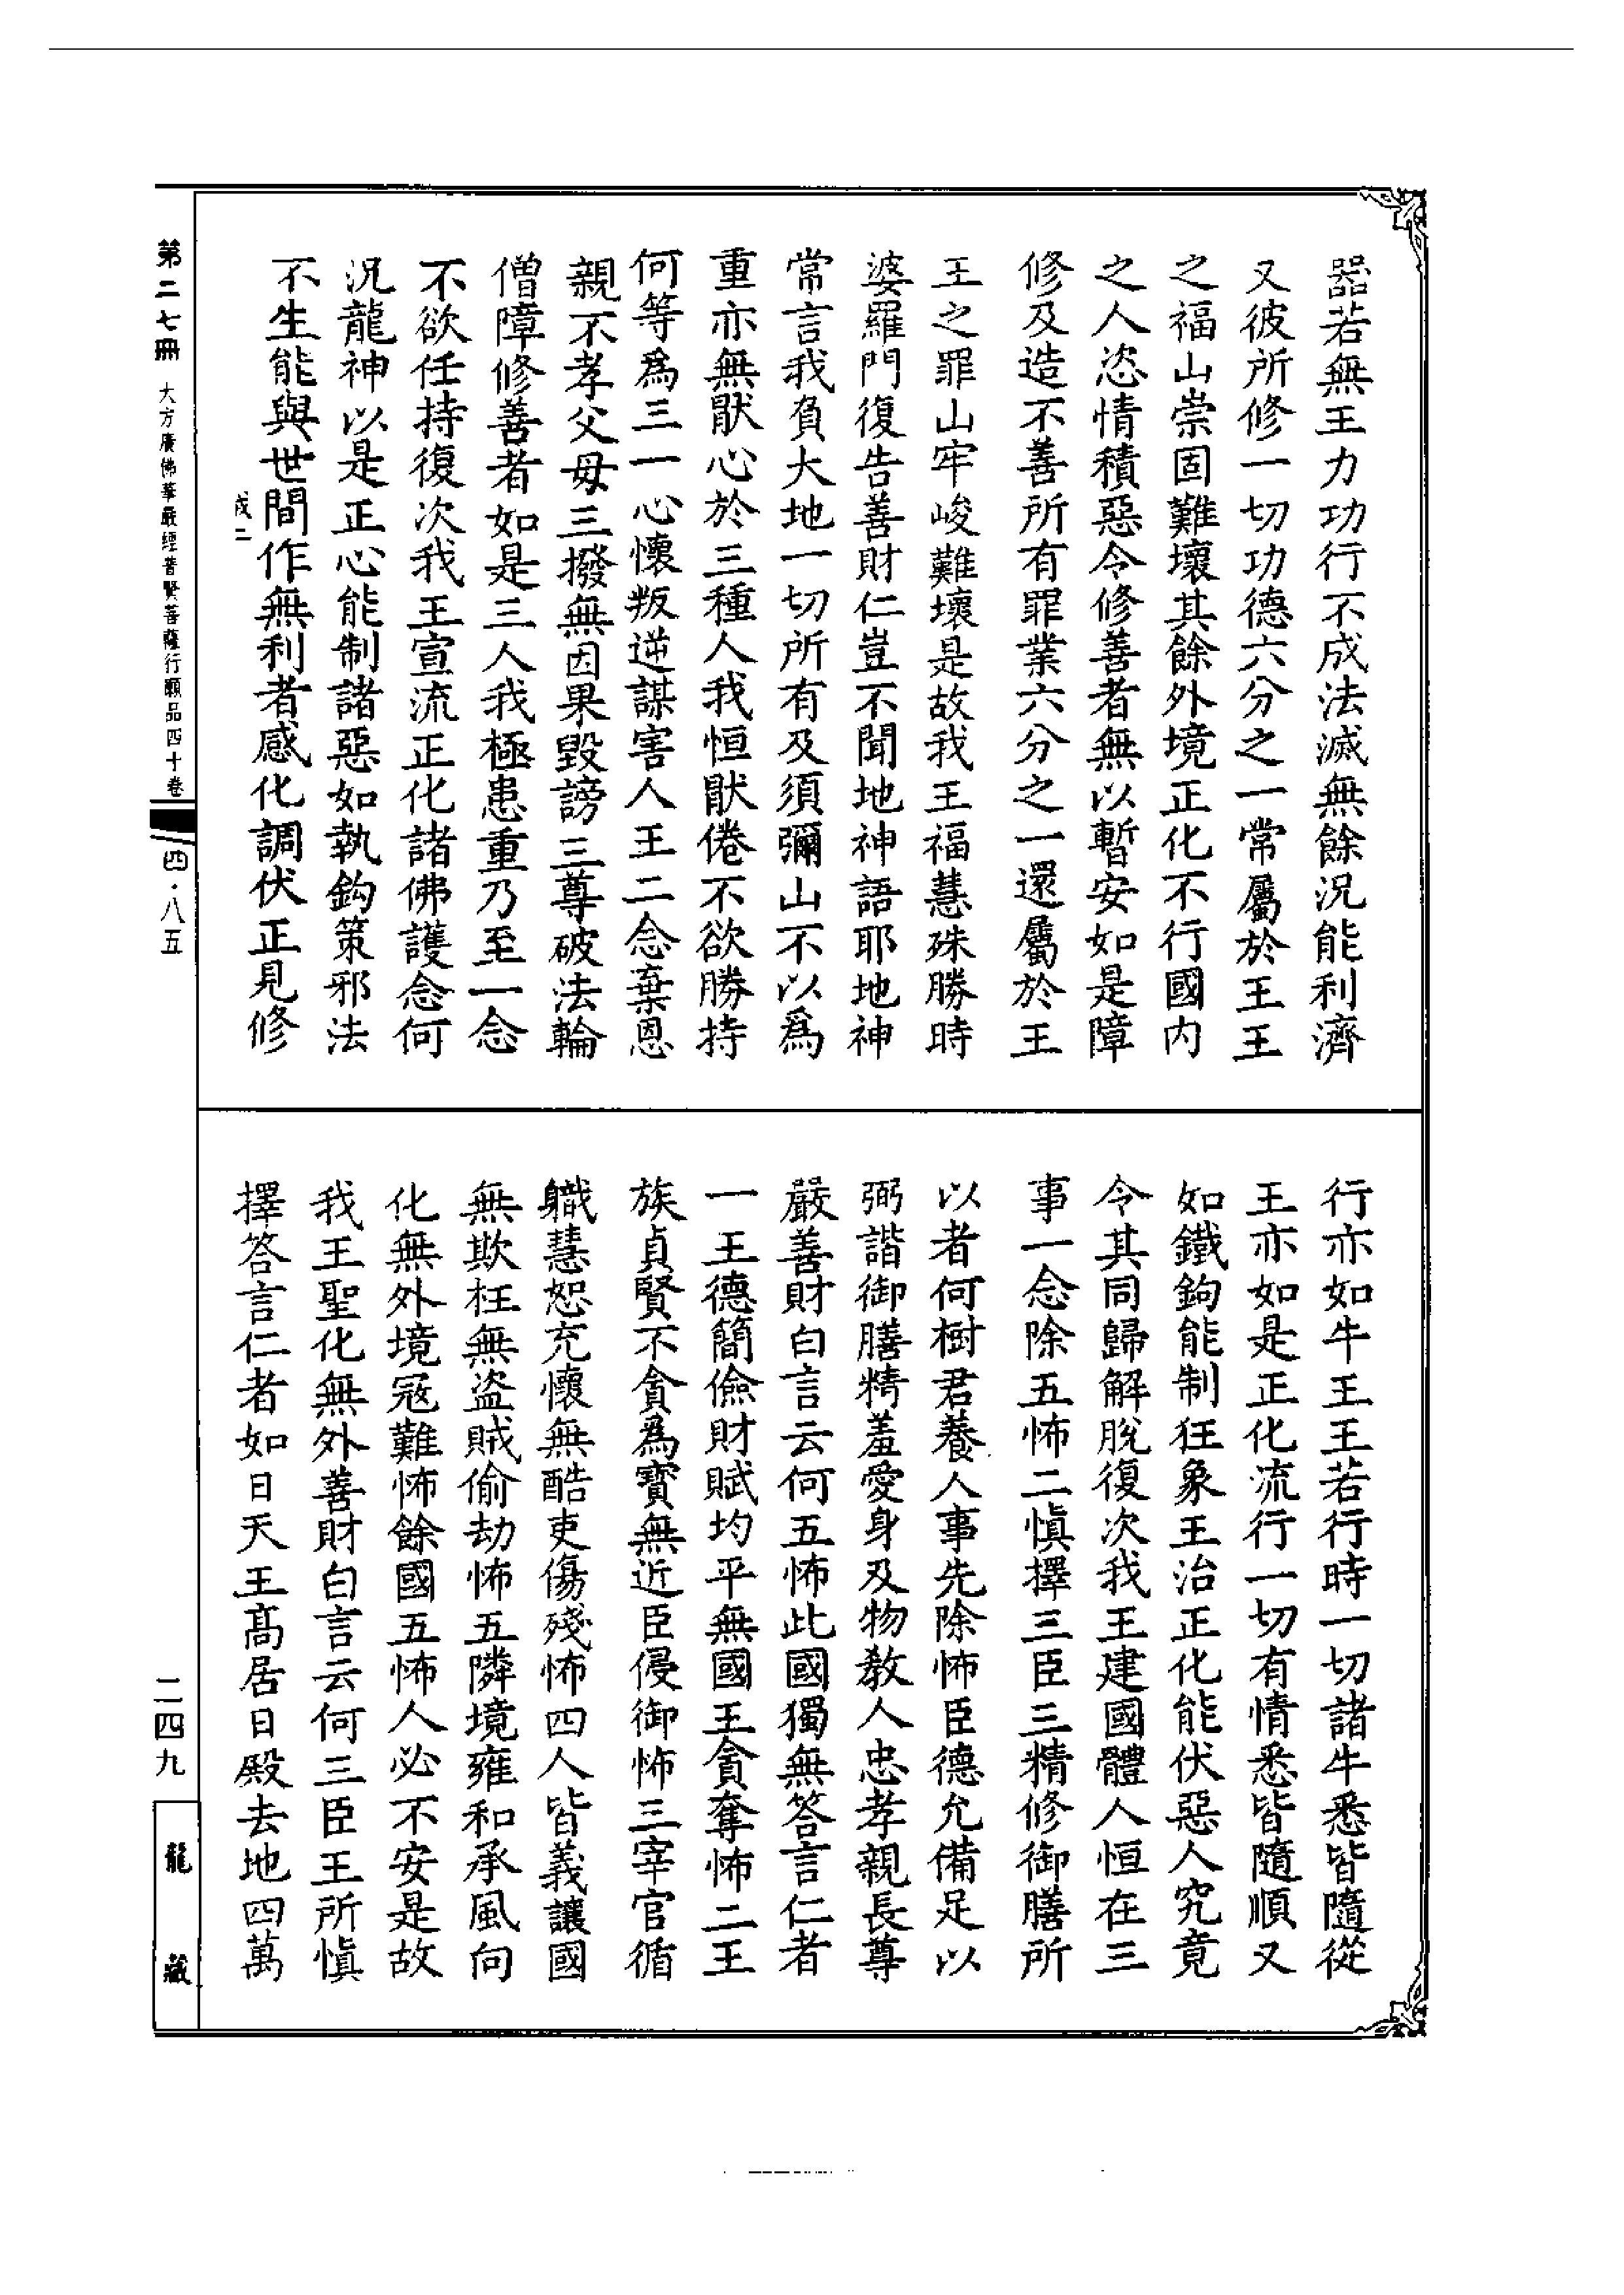 器若無王力功行不成法滅無餘況能利濟
又彼所修一切功德六分之一常屬於王王
之福山崇固難壞其餘外境正化不行國内
之人恣情積惡令修善者無以暫安如是障
修及造不善所有罪業六分之一還屬於王
王之罪山牢峻難壞是故我王福慧殊勝時
婆羅門復告善財仁豈不聞地神語耶地神
常言我負大地一切所有及須彌山不以爲
重亦無猒心於三種人我恒猒倦不欲勝持
何等爲三一心懷叛逆謀害人王二念棄恩
親不孝父母三撥無因果毀謗三尊破法輪
僧障修善者如是三人我極患重乃至一念
不欲任持復次我王宣流正化諸佛護念何
況龍神以是正心能制諸惡如執鈎策邪法
不生能與世間作無利者感化調伏正見修
行亦如牛王王若行時一切諸牛悉皆隨從
王亦如是正化流行一切有情悉皆隨順又
如鐵鉤能制狂象王治正化能伏惡人究竟
令其同歸解脫復次我王建國體人恒在三
事一念除五怖二慎擇三臣三精修御膳所
以者何樹君養人事先除怖臣德允備足以
弼諧御膳精羞愛身及物教人忠孝親長尊
嚴善財白言云何五怖此國獨無答言仁者
一王德簡儉財賦均平無國王貪奪怖二王
族貞賢不貪爲寳無近臣侵御怖三宰官循
職慧恕充懷無酷吏傷殘怖四人皆義讓國
無欺枉無盜賊偷劫怖五隣境雍和承風向
化無外境冦難怖餘國五怖人必不安是故
我王聖化無外善財白言云何三臣王所慎
擇答言仁者如日天王高居日殿去地四萬
第二七冊 大方廣佛華嚴經普賢菩薩行願品四十卷 四·八五
二四九
龍藏